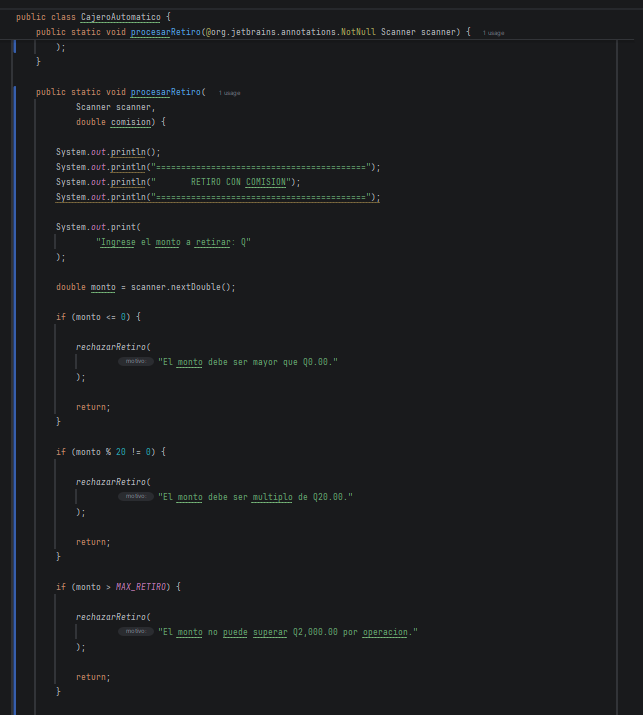 public class CajeroAutomatico {
public static void procesarRetiro(@org.jetbrains.annotations.NotNull Scanner scanner) { 1 usage
);
}
public static void procesarRetiro( 1 usage
Scanner scanner,
double comision) {
System.out.println();
System.out.println("==========================================");
System.out.println("       RETIRO CON COMISION");
System.out.println("==========================================");
System.out.print(
"Ingrese el monto a retirar: Q"
);
double monto = scanner.nextDouble();
if (monto <= 0) {
rechazarRetiro(
motivo: "El monto debe ser mayor que Q0.00."
);
return;
}
if (monto % 20 != 0) {
rechazarRetiro(
motivo: "El monto debe ser multiplo de Q20.00."
);
return;
}
if (monto > MAX_RETIRO) {
rechazarRetiro(
motivo: "El monto no puede superar Q2,000.00 por operacion."
);
return;
}